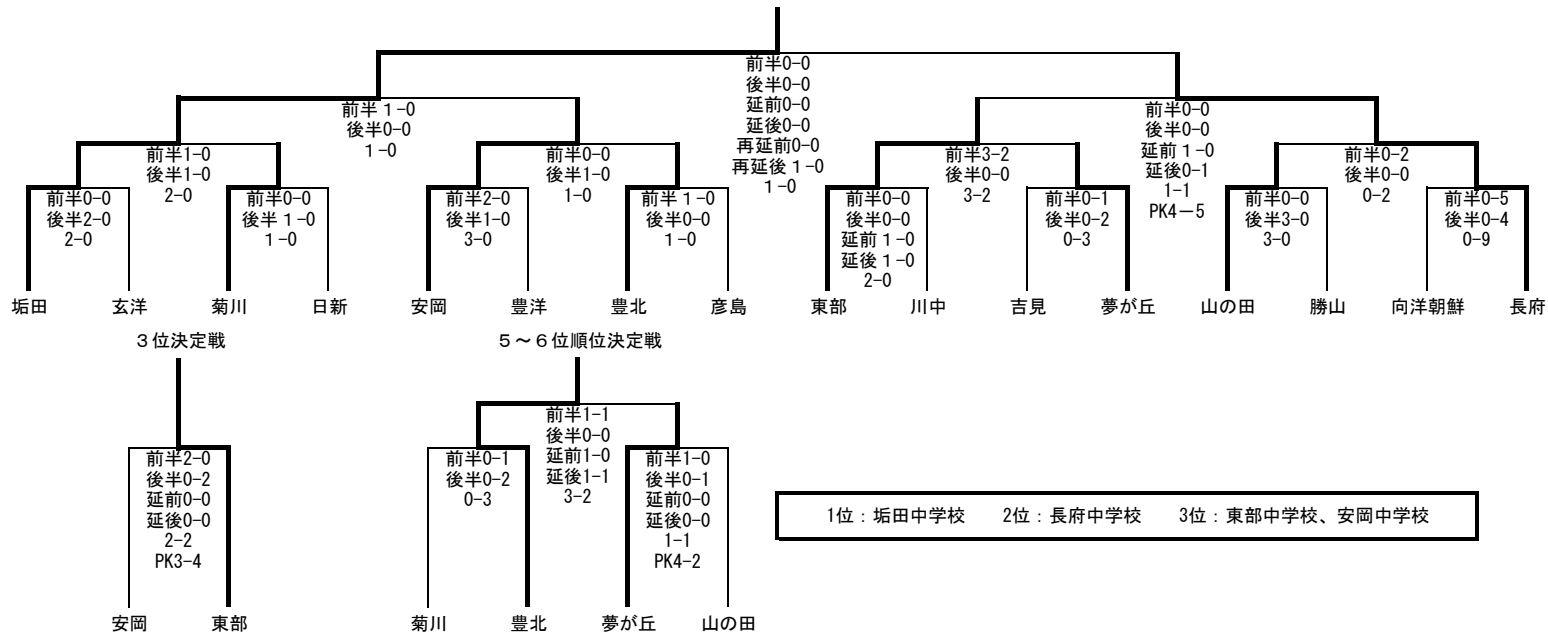 前半0-0
後半0-0
延前0-0
延後0-0
再延前0-0
再延後１-0
１-0
前半１-0
後半0-0
１-0
前半0-0
後半0-0
延前１-0
延後0-1
1-1
PK4－5
前半1-0
後半1-0
2-0
前半0-0
後半1-0
1-0
前半3-2
後半0-0
3-2
前半0-2
後半0-0
0-2
前半0-0
後半2-0
2-0
前半0-0
後半１-0
１-0
前半2-0
後半1-0
3-0
前半１-0
後半0-0
１-0
前半0-0
後半0-0
延前１-0
延後１-0
2-0
前半0-1
後半0-2
0-3
前半0-0
後半3-0
3-0
前半0-5
後半0-4
0-9
垢田 玄洋 菊川 日新 安岡 豊洋 豊北 彦島 東部 川中 吉見 夢が丘 山の田 勝山 向洋朝鮮 長府
３位決定戦
前半2-0
後半0-2
延前0-0
延後0-0
2-2
PK3-4
安岡 東部
５～６位順位決定戦
前半1-1
後半0-0
延前1-0
延後1-1
3-2
前半0-1
後半0-2
0-3
前半1-0
後半0-1
延前0-0
延後0-0
1-1
PK4-2
菊川 豊北 夢が丘 山の田
1位：垢田中学校 2位：長府中学校 3位：東部中学校、安岡中学校